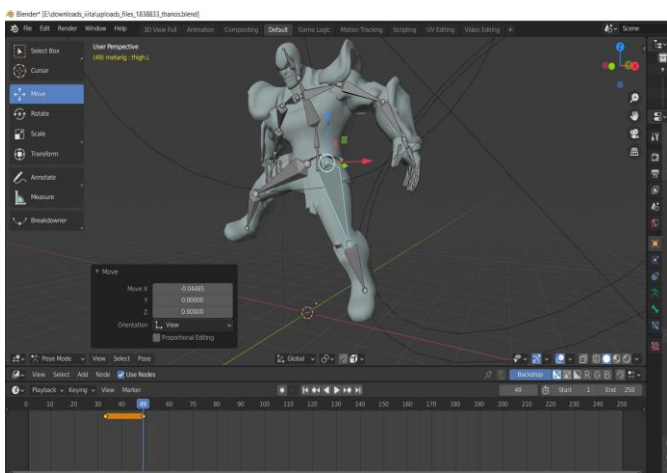 Blender* [E:\downloads_iiita\uploads_files_1838833_thanos.blend]
File Edit Render Window Help 3D View Full Animation Compositing Default Game Logic Motion Tracking Scripting UV Editing Video Editing + Scene
Select Box
Cursor
Move
Rotate
Scale
Transform
Annotate
Measure
Breakdowner
User Perspective
(49) metarig : thigh.L
Move
Move X -0.04485
Y 0.00000
Z 0.00000
Orientation View
Proportional Editing
Pose Mode View Select Pose Global
View Select Add Node Use Nodes Backdrop R G B
Playback Keying View Marker 49 Start 1 End 250
0 10 20 30 40 49 60 70 80 90 100 110 120 130 140 150 160 170 180 190 200 210 220 230 240 250